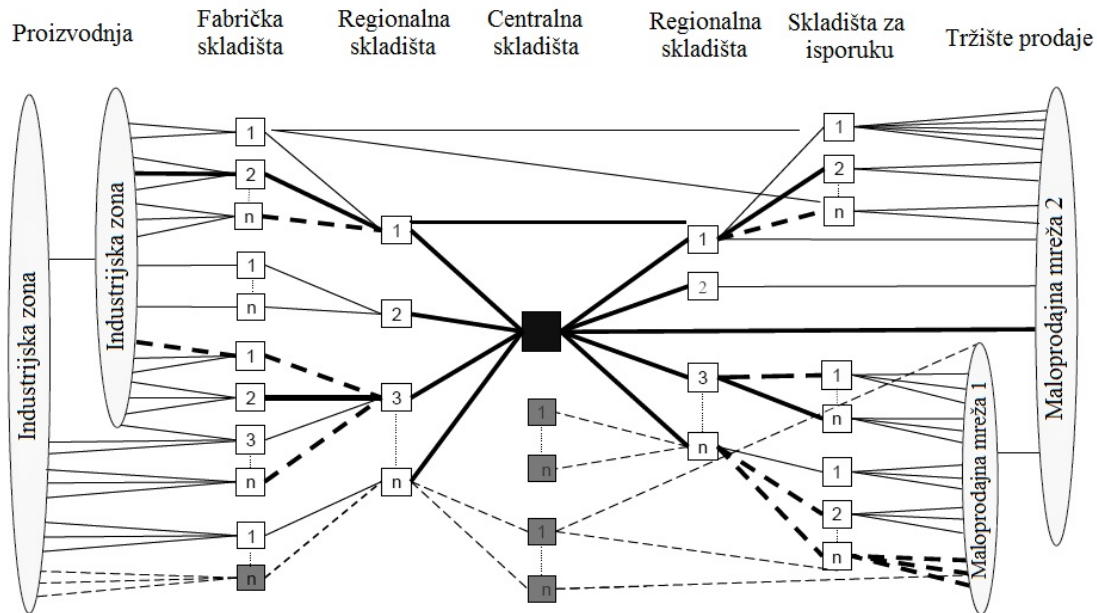 Proizvodnja
Fabrička
skladišta
Regionalna
skladišta
Centralna
skladišta
Regionalna
skladišta
Skladišta za
isporuku
Tržište prodaje
Industrijska zona
Industrijska zona
1
2
n
1
n
1
2
3
n
1
n
1
2
3
n
1
n
1
n
1
2
3
n
1
2
n
1
n
1
2
n
Maloprodajna mreža 1
Maloprodajna mreža 2